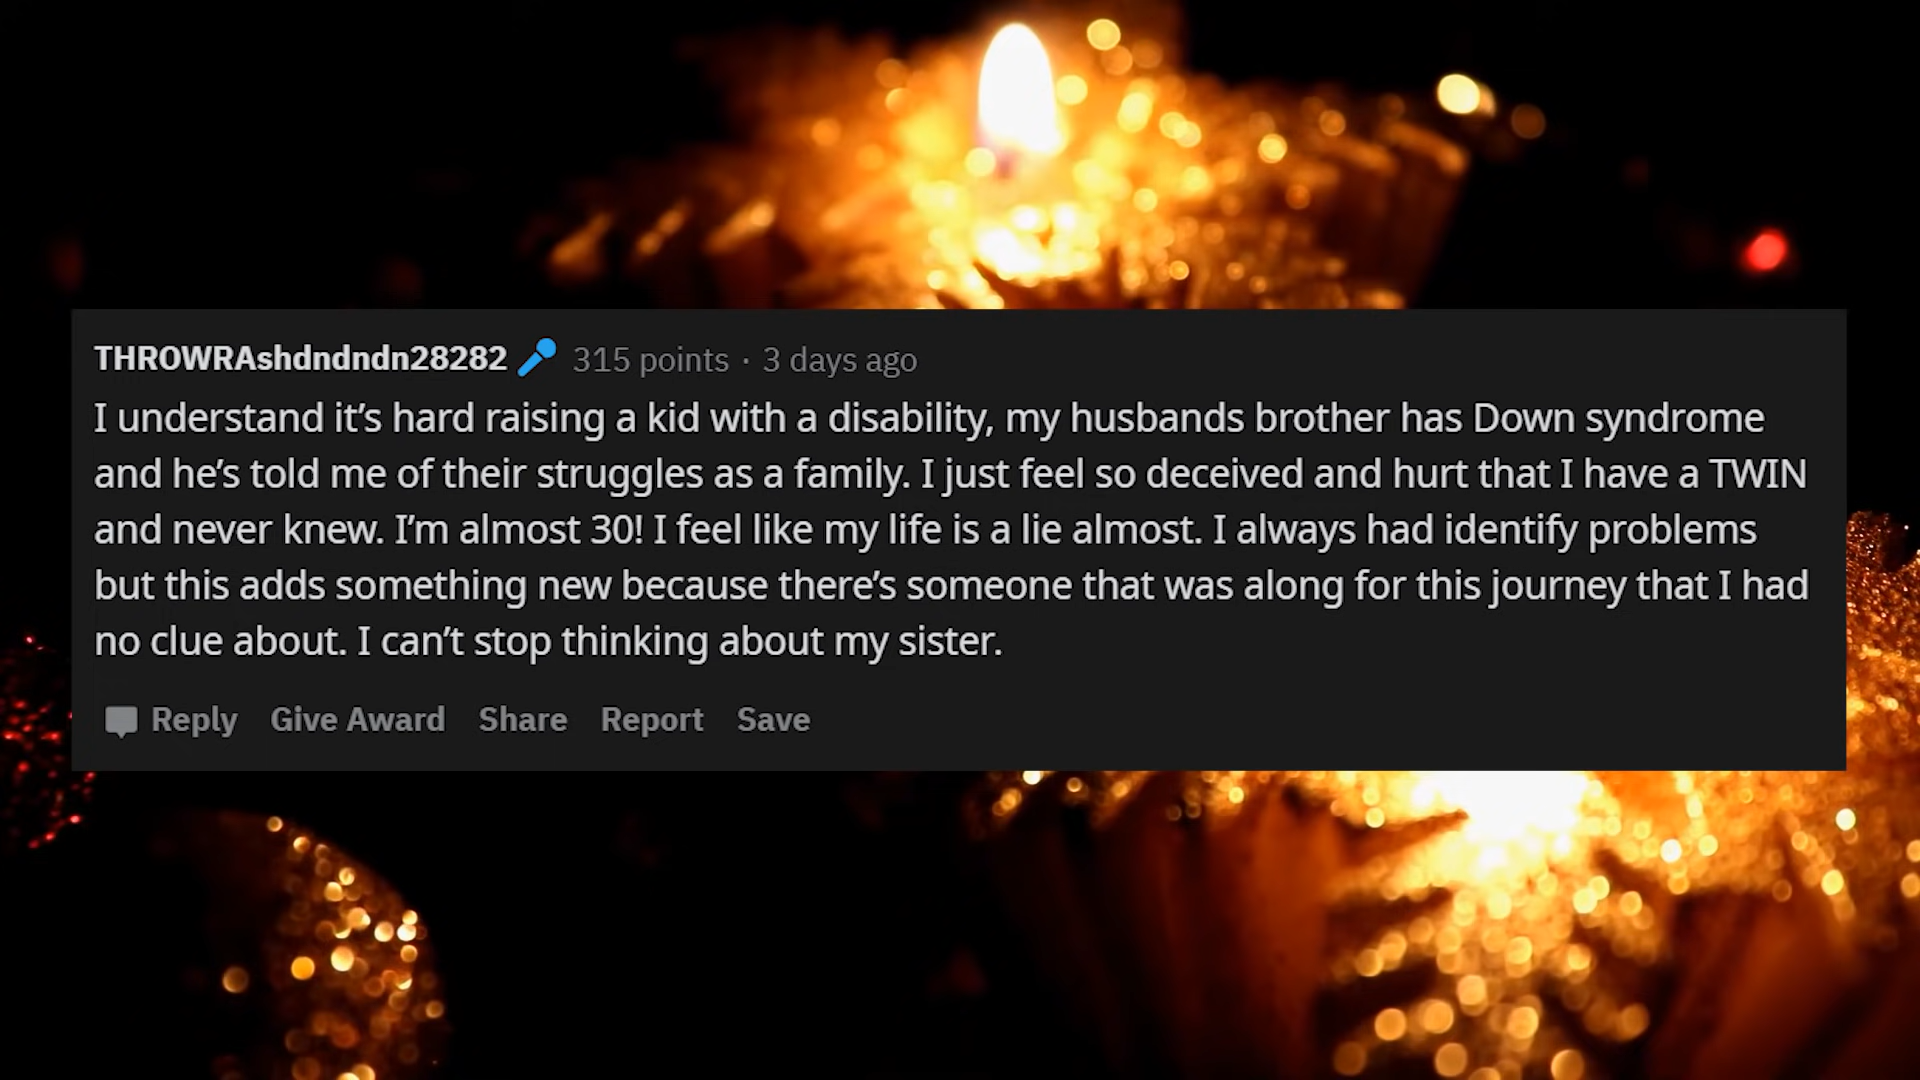 THROWRAshdndndn28282 315 points · 3 days ago
I understand it’s hard raising a kid with a disability, my husbands brother has Down syndrome
and he’s told me of their struggles as a family. I just feel so deceived and hurt that I have a TWIN
and never knew. I’m almost 30! I feel like my life is a lie almost. I always had identify problems
but this adds something new because there’s someone that was along for this journey that I had
no clue about. I can’t stop thinking about my sister.
Reply Give Award Share Report Save